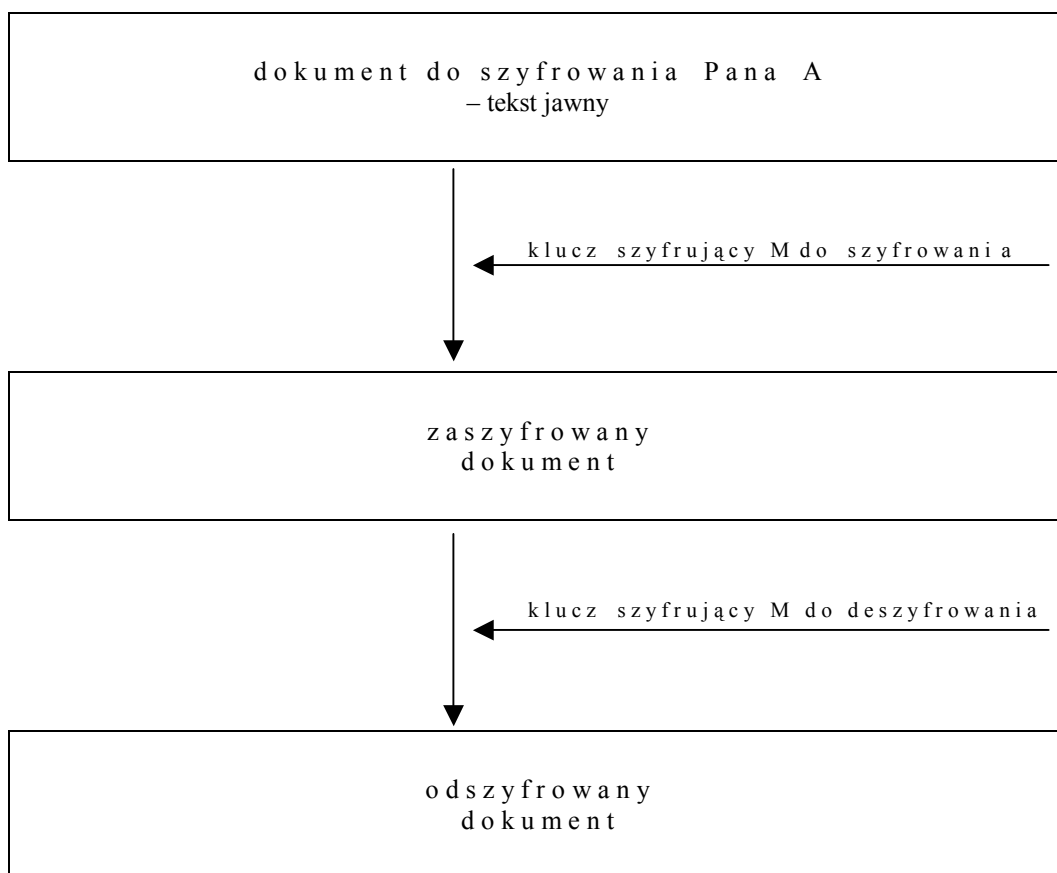 dokument do szyfrowania Pana A
– tekst jawny
klucz szyfrujący M do szyfrowania
zaszyfrowany
dokument
klucz szyfrujący M do deszyfrowania
odszyfrowany
dokument